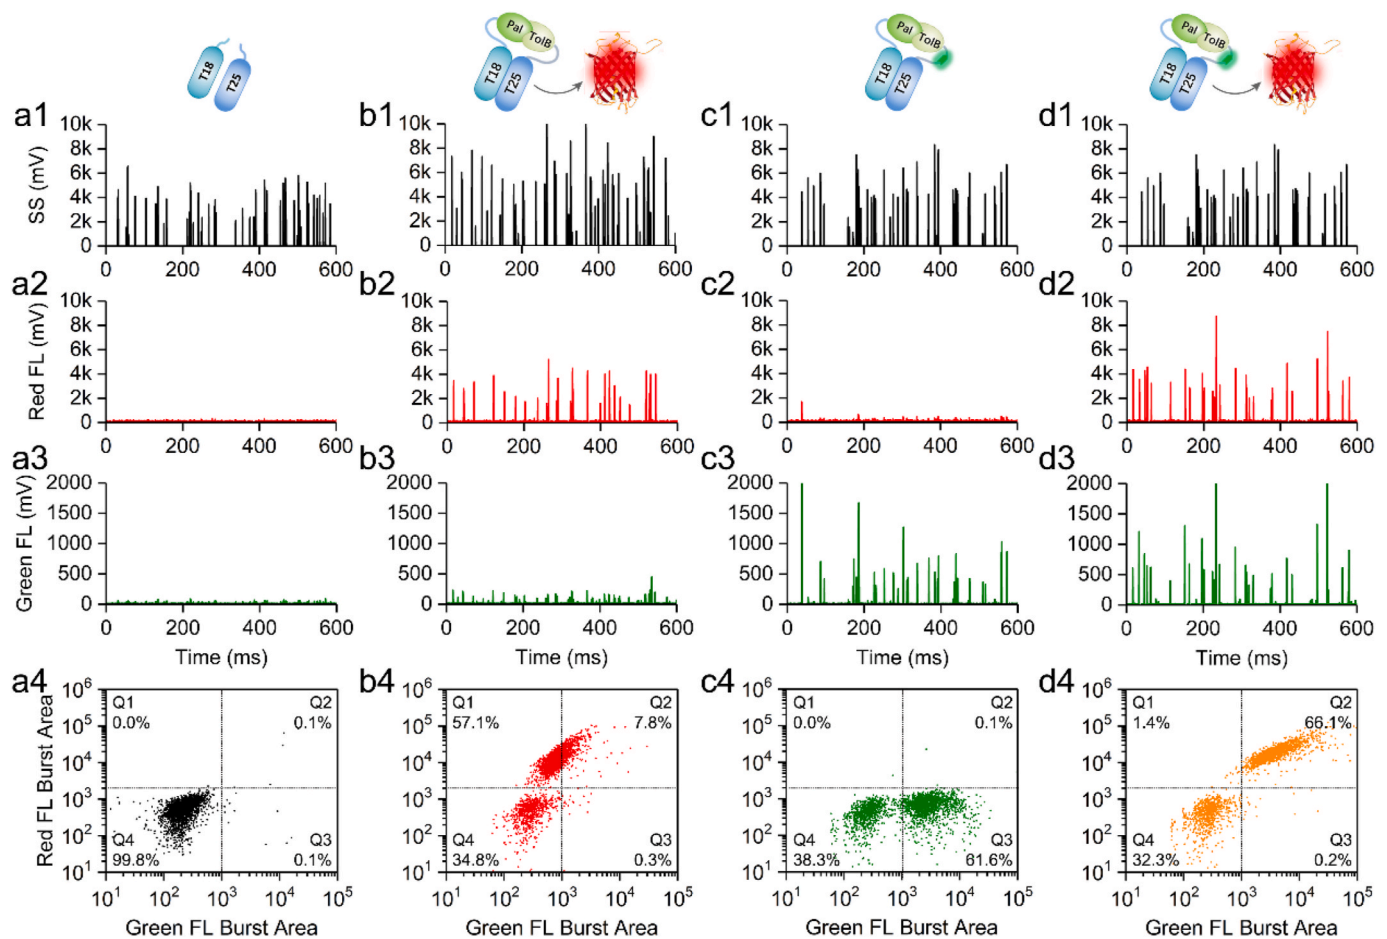 T18
T25
Pal
TolB
T18
T25
Pal
TolB
T18
T25
Pal
TolB
T18
T25
a1
b1
c1
d1
SS (mV)
10k
8k
6k
4k
2k
0
0 200 400 600
10k
8k
6k
4k
2k
0
0 200 400 600
10k
8k
6k
4k
2k
0
0 200 400 600
10k
8k
6k
4k
2k
0
0 200 400 600
a2
b2
c2
d2
Red FL (mV)
10k
8k
6k
4k
2k
0
0 200 400 600
10k
8k
6k
4k
2k
0
0 200 400 600
10k
8k
6k
4k
2k
0
0 200 400 600
10k
8k
6k
4k
2k
0
0 200 400 600
a3
b3
c3
d3
Green FL (mV)
2000
1500
1000
500
0
0 200 400 600
Time (ms)
2000
1500
1000
500
0
0 200 400 600
Time (ms)
2000
1500
1000
500
0
0 200 400 600
Time (ms)
2000
1500
1000
500
0
0 200 400 600
Time (ms)
a4
Red FL Burst Area
10⁶
10⁵
10⁴
10³
10²
10¹
Q1 Q2
0.0% 0.1%
Q4 Q3
99.8% 0.1%
10¹ 10² 10³ 10⁴ 10⁵
Green FL Burst Area
b4
10⁶
10⁵
10⁴
10³
10²
10¹
Q1 Q2
57.1% 7.8%
Q4 Q3
34.8% 0.3%
10¹ 10² 10³ 10⁴ 10⁵
Green FL Burst Area
c4
10⁶
10⁵
10⁴
10³
10²
10¹
Q1 Q2
0.0% 0.1%
Q4 Q3
38.3% 61.6%
10¹ 10² 10³ 10⁴ 10⁵
Green FL Burst Area
d4
10⁶
10⁵
10⁴
10³
10²
10¹
Q1 Q2
1.4% 66.1%
Q4 Q3
32.3% 0.2%
10¹ 10² 10³ 10⁴ 10⁵
Green FL Burst Area